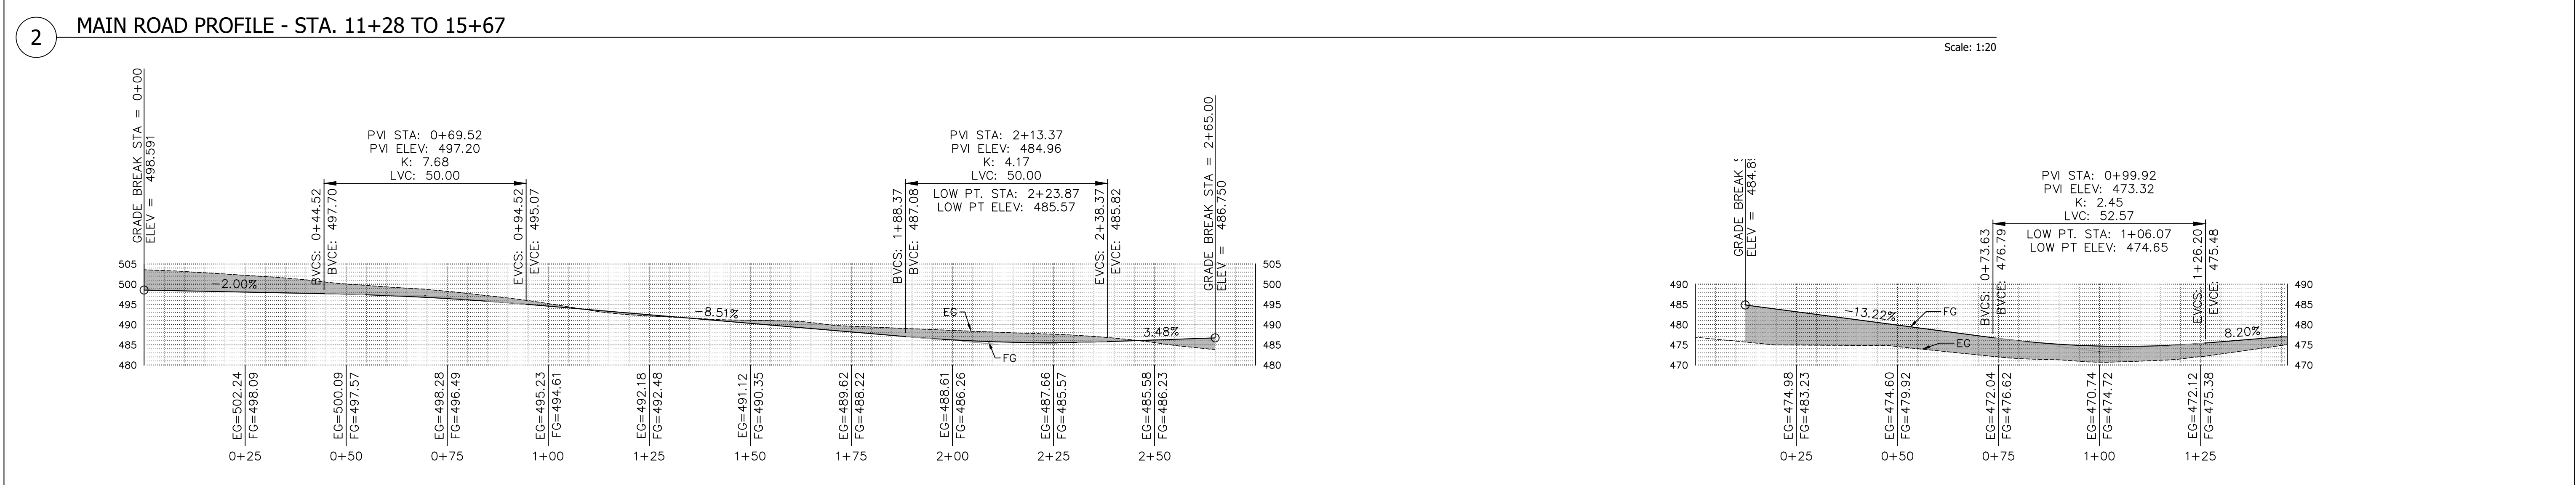 2
MAIN ROAD PROFILE - STA. 11+28 TO 15+67
Scale: 1:20
GRADE BREAK STA = 0+00
ELEV = 498.591
PVI STA: 0+69.52
PVI ELEV: 497.20
K: 7.68
LVC: 50.00
BVCS: 0+44.52
BVCE: 497.70
EVCS: 0+94.52
EVCE: 495.07
PVI STA: 2+13.37
PVI ELEV: 484.96
K: 4.17
LVC: 50.00
LOW PT. STA: 2+23.87
LOW PT ELEV: 485.57
BVCS: 1+88.37
BVCE: 487.08
EVCS: 2+38.37
EVCE: 485.82
GRADE BREAK STA = 2+65.00
ELEV = 486.750
505
500
495
490
485
480
-2.00%
-8.51%
EG
FG
3.48%
505
500
495
490
485
480
EG=502.24
FG=498.09
0+25
EG=500.09
FG=497.57
0+50
EG=498.28
FG=496.49
0+75
EG=495.23
FG=494.61
1+00
EG=492.18
FG=492.48
1+25
EG=491.12
FG=490.35
1+50
EG=489.62
FG=488.22
1+75
EG=488.61
FG=486.26
2+00
EG=487.66
FG=485.57
2+25
EG=485.58
FG=486.23
2+50
GRADE BREAK
ELEV = 484.8
PVI STA: 0+99.92
PVI ELEV: 473.32
K: 2.45
LVC: 52.57
LOW PT. STA: 1+06.07
LOW PT ELEV: 474.65
BVCS: 0+73.63
BVCE: 476.79
EVCS: 1+26.20
EVCE: 475.48
490
485
480
475
470
-13.22%
FG
EG
8.20%
490
485
480
475
470
EG=474.98
FG=483.23
0+25
EG=474.60
FG=479.92
0+50
EG=472.04
FG=476.62
0+75
EG=470.74
FG=474.72
1+00
EG=472.12
FG=475.38
1+25